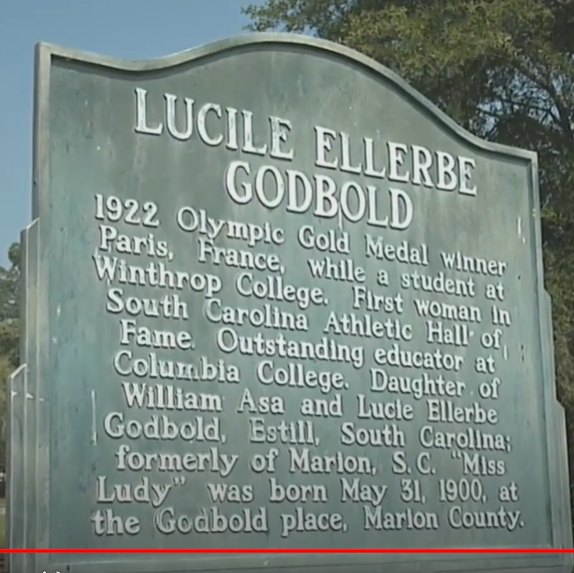 LUCILE ELLERBE
GODBOLD
1922 Olympic Gold Medal winner
Paris, France, while a student at
Winthrop College. First woman in
South Carolina Athletic Hall of
Fame. Outstanding educator at
Columbia College. Daughter of
William Asa and Lucie Ellerbe
Godbold, Estill, South Carolina;
formerly of Marion, S.C. "Miss
Ludy" was born May 31, 1900, at
the Godbold place, Marion County.